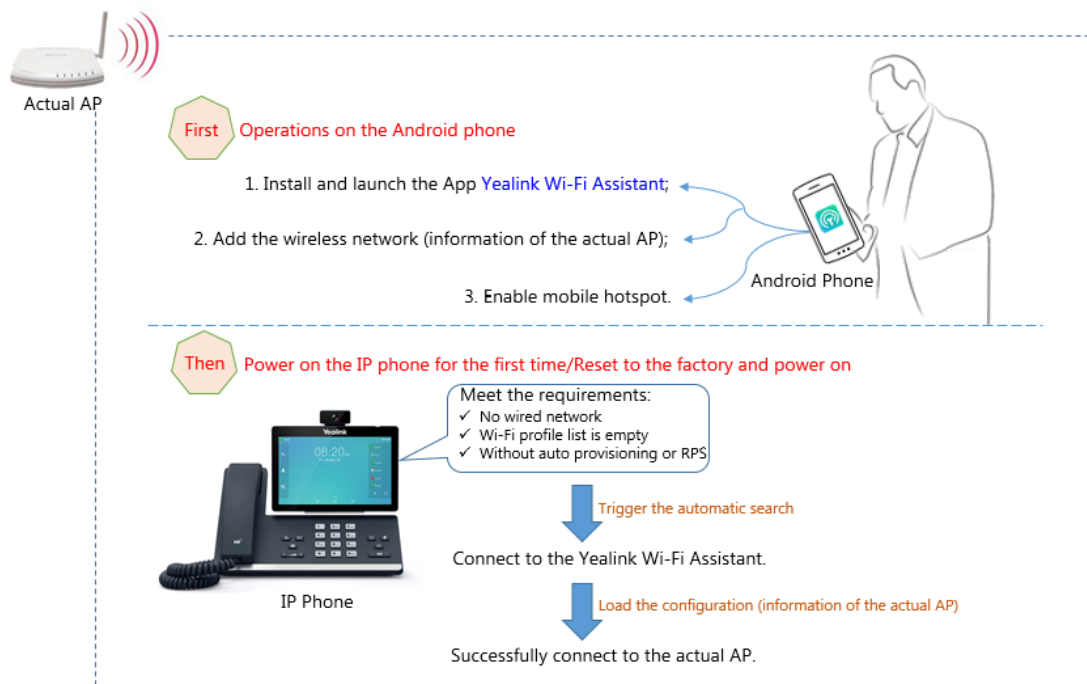 Actual AP
First
Operations on the Android phone
1. Install and launch the App Yealink Wi-Fi Assistant;
2. Add the wireless network (information of the actual AP);
3. Enable mobile hotspot.
Android Phone
Then
Power on the IP phone for the first time/Reset to the factory and power on
Meet the requirements:
✓ No wired network
✓ Wi-Fi profile list is empty
✓ Without auto provisioning or RPS
Yealink
08:20
IP Phone
Trigger the automatic search
Connect to the Yealink Wi-Fi Assistant.
Load the configuration (information of the actual AP)
Successfully connect to the actual AP.